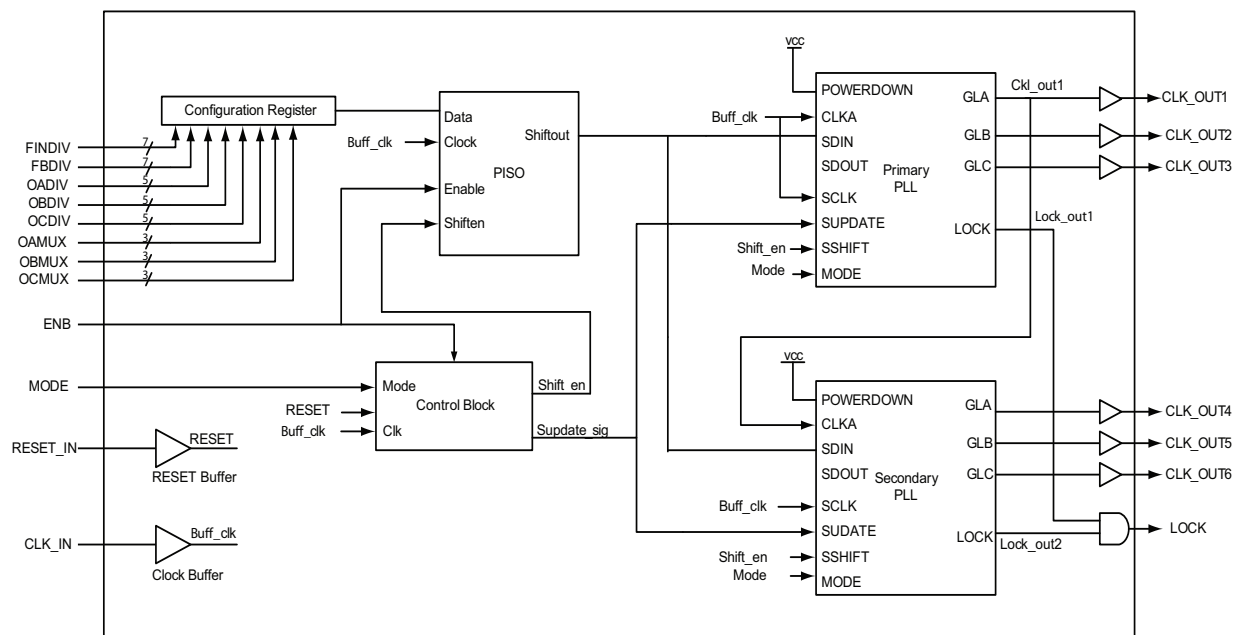 Configuration Register
FINDIV
7
FBDIV
7
OADIV
5
OBDIV
5
OCDIV
5
OAMUX
3
OBMUX
3
OCMUX
3
ENB
MODE
RESET_IN
RESET
RESET Buffer
CLK_IN
Buff_clk
Clock Buffer
Data
Buff_clk
Clock
Shiftout
PISO
Enable
Shiften
Mode
RESET
Control Block
Buff_clk
Clk
Shift_en
Supdate_sig
vcc
POWERDOWN
Buff_clk
CLKA
SDIN
SDOUT
Primary
PLL
SCLK
SUPDATE
Shift_en
SSHIFT
Mode
MODE
GLA
GLB
GLC
LOCK
Ckl_out1
Lock_out1
CLK_OUT1
CLK_OUT2
CLK_OUT3
vcc
POWERDOWN
CLKA
SDIN
SDOUT
Secondary
PLL
Buff_clk
SCLK
SUDATE
Shift_en
SSHIFT
Mode
MODE
GLA
GLB
GLC
LOCK
Lock_out2
CLK_OUT4
CLK_OUT5
CLK_OUT6
LOCK